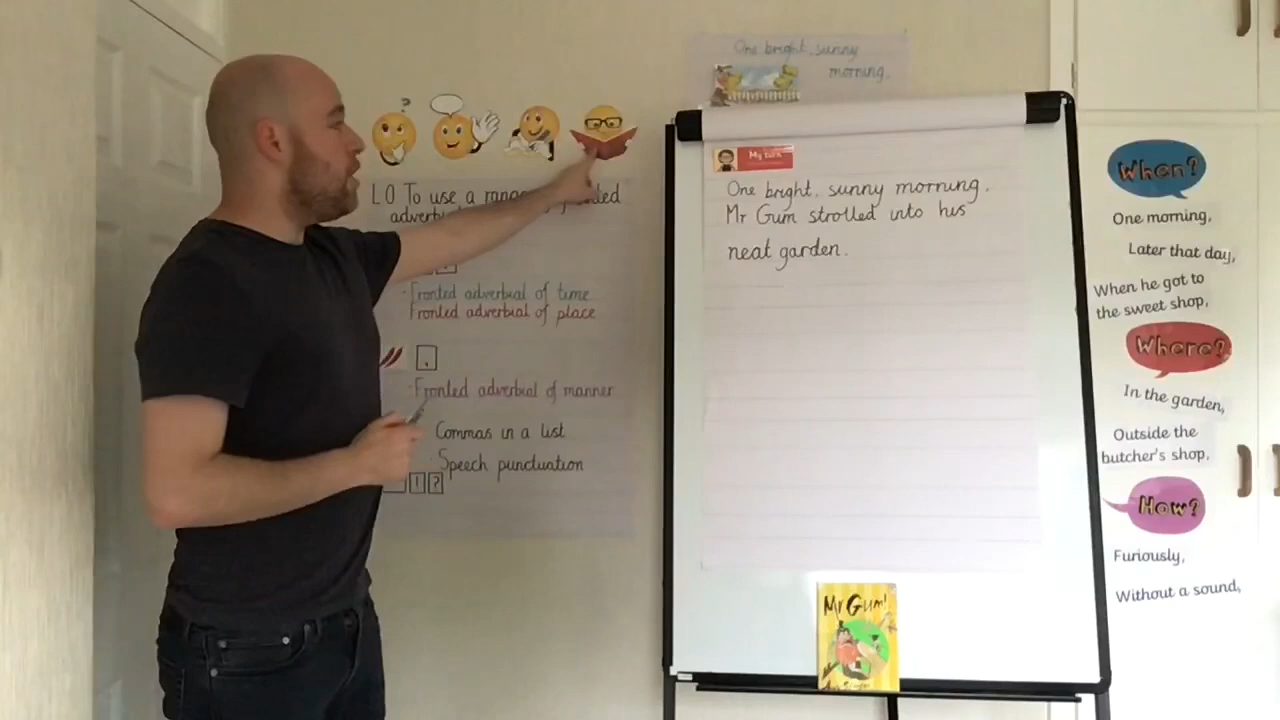 One bright, sunny
morning,
?
L O To use a
adverb
Fronted adverbial of time
Fronted adverbial of place
,
Fronted adverbial of manner
Commas in a list
Speech punctuation
! ?
My turn
One bright, sunny morning,
Mr Gum strolled into his
neat garden.
Mr Gum!
When?
One morning,
Later that day,
When he got to
the sweet shop,
Where?
In the garden,
Outside the
butcher's shop,
How?
Furiously,
Without a sound,